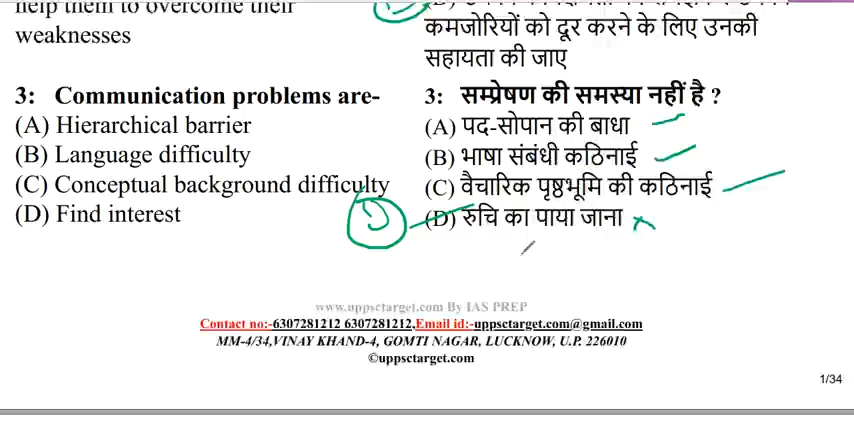 help them to overcome their
weaknesses
कमजोरियों को दूर करने के लिए उनकी
सहायता की जाए
3: Communication problems are-
(A) Hierarchical barrier
(B) Language difficulty
(C) Conceptual background difficulty
(D) Find interest
3: सम्प्रेषण की समस्या नहीं है ?
(A) पद-सोपान की बाधा
(B) भाषा संबंधी कठिनाई
(C) वैचारिक पृष्ठभूमि की कठिनाई
(D) रुचि का पाया जाना
www.uppsctarget.com By IAS PREP
Contact no:-6307281212 6307281212,Email id:-uppsctarget.com@gmail.com
MM-4/34,VINAY KHAND-4, GOMTI NAGAR, LUCKNOW, U.P. 226010
©uppsctarget.com
1/34